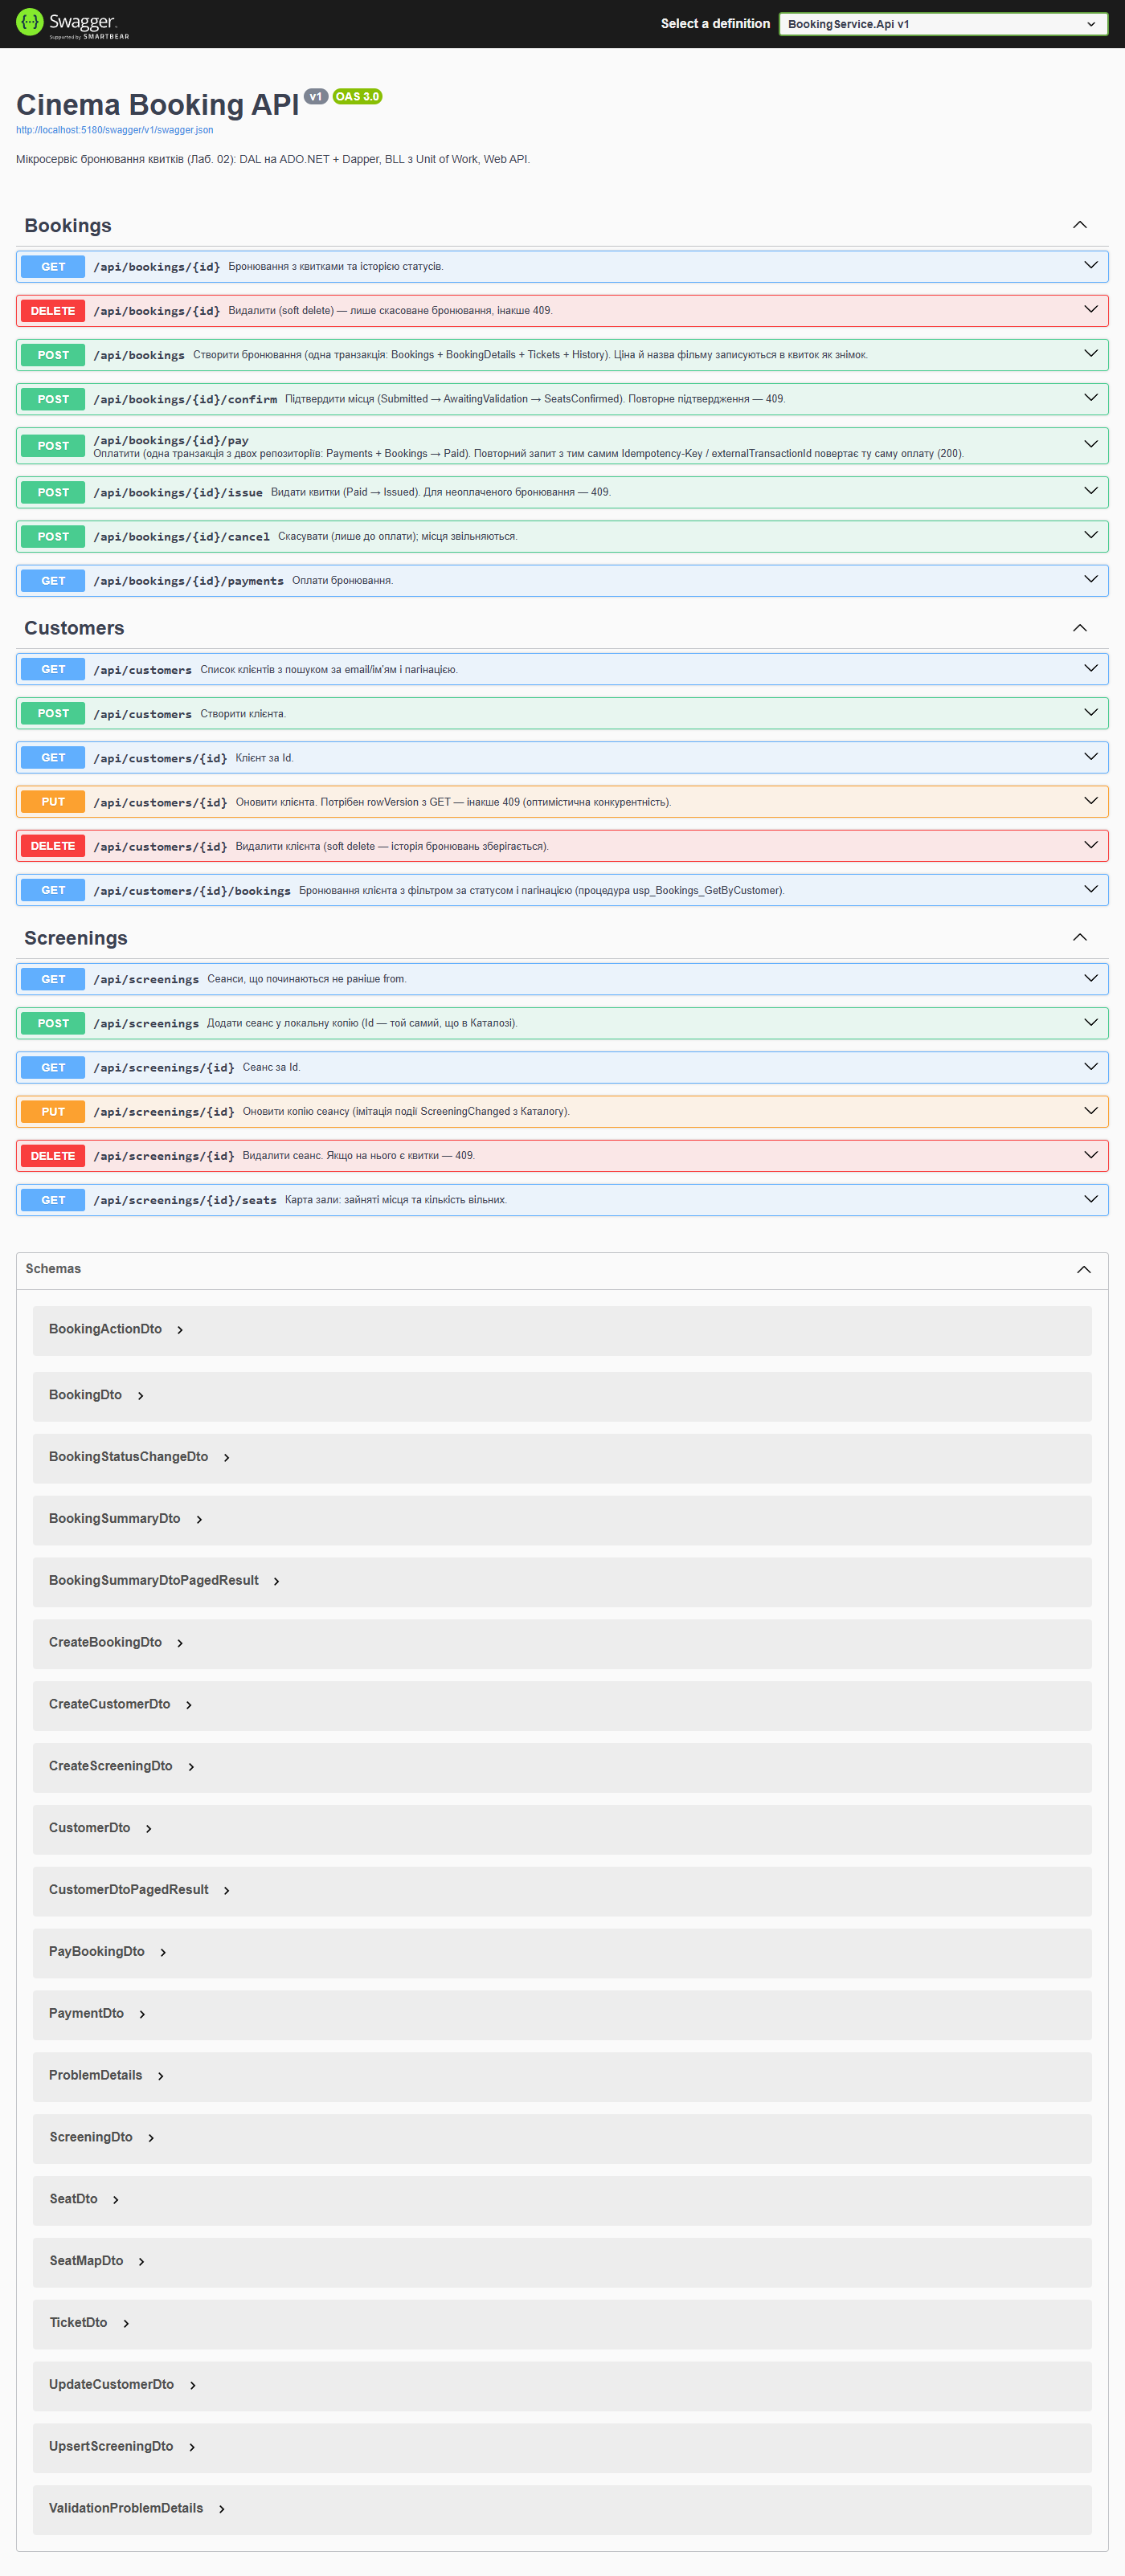 Swagger
Supported by SMARTBEAR
Select a definition
BookingService.Api v1
Cinema Booking API v1 OAS 3.0
http://localhost:5180/swagger/v1/swagger.json
Мікросервіс бронювання квитків (Лаб. 02): DAL на ADO.NET + Dapper, BLL з Unit of Work, Web API.
Bookings
GET /api/bookings/{id} Бронювання з квитками та історією статусів.
DELETE /api/bookings/{id} Видалити (soft delete) — лише скасоване бронювання, інакше 409.
POST /api/bookings Створити бронювання (одна транзакція: Bookings + BookingDetails + Tickets + History). Ціна й назва фільму записуються в квиток як знімок.
POST /api/bookings/{id}/confirm Підтвердити місця (Submitted → AwaitingValidation → SeatsConfirmed). Повторне підтвердження — 409.
POST /api/bookings/{id}/pay
Оплатити (одна транзакція з двох репозиторіїв: Payments + Bookings → Paid). Повторний запит з тим самим Idempotency-Key / externalTransactionId повертає ту саму оплату (200).
POST /api/bookings/{id}/issue Видати квитки (Paid → Issued). Для неоплаченого бронювання — 409.
POST /api/bookings/{id}/cancel Скасувати (лише до оплати); місця звільняються.
GET /api/bookings/{id}/payments Оплати бронювання.
Customers
GET /api/customers Список клієнтів з пошуком за email/ім'ям і пагінацією.
POST /api/customers Створити клієнта.
GET /api/customers/{id} Клієнт за Id.
PUT /api/customers/{id} Оновити клієнта. Потрібен rowVersion з GET — інакше 409 (оптимістична конкурентність).
DELETE /api/customers/{id} Видалити клієнта (soft delete — історія бронювань зберігається).
GET /api/customers/{id}/bookings Бронювання клієнта з фільтром за статусом і пагінацією (процедура usp_Bookings_GetByCustomer).
Screenings
GET /api/screenings Сеанси, що починаються не раніше from.
POST /api/screenings Додати сеанс у локальну копію (Id — той самий, що в Каталозі).
GET /api/screenings/{id} Сеанс за Id.
PUT /api/screenings/{id} Оновити копію сеансу (імітація події ScreeningChanged з Каталогу).
DELETE /api/screenings/{id} Видалити сеанс. Якщо на нього є квитки — 409.
GET /api/screenings/{id}/seats Карта зали: зайняті місця та кількість вільних.
Schemas
BookingActionDto
BookingDto
BookingStatusChangeDto
BookingSummaryDto
BookingSummaryDtoPagedResult
CreateBookingDto
CreateCustomerDto
CreateScreeningDto
CustomerDto
CustomerDtoPagedResult
PayBookingDto
PaymentDto
ProblemDetails
ScreeningDto
SeatDto
SeatMapDto
TicketDto
UpdateCustomerDto
UpsertScreeningDto
ValidationProblemDetails